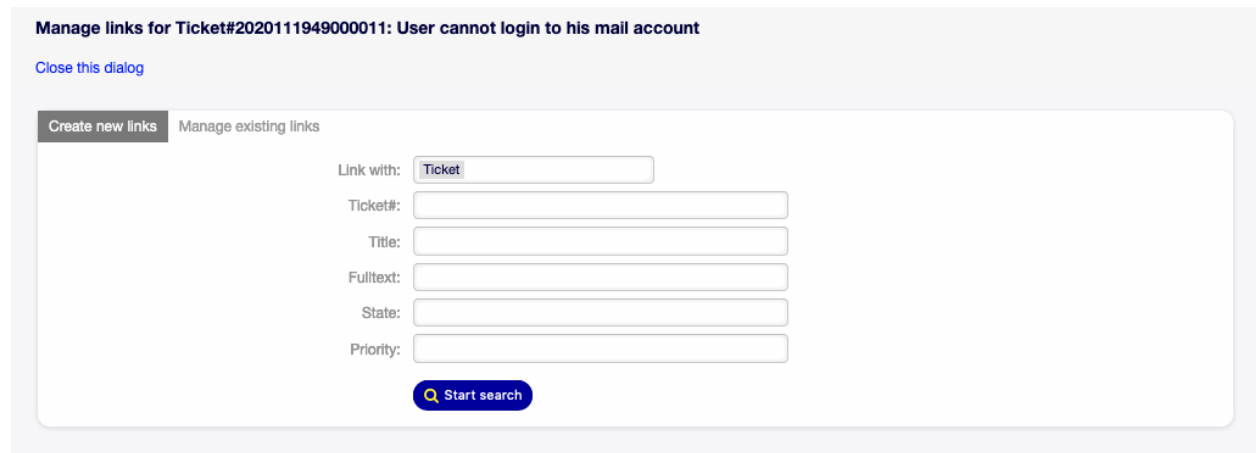 Manage links for Ticket#2020111949000011: User cannot login to his mail account
Close this dialog
Create new links Manage existing links
Link with: Ticket
Ticket#:
Title:
Fulltext:
State:
Priority:
Start search